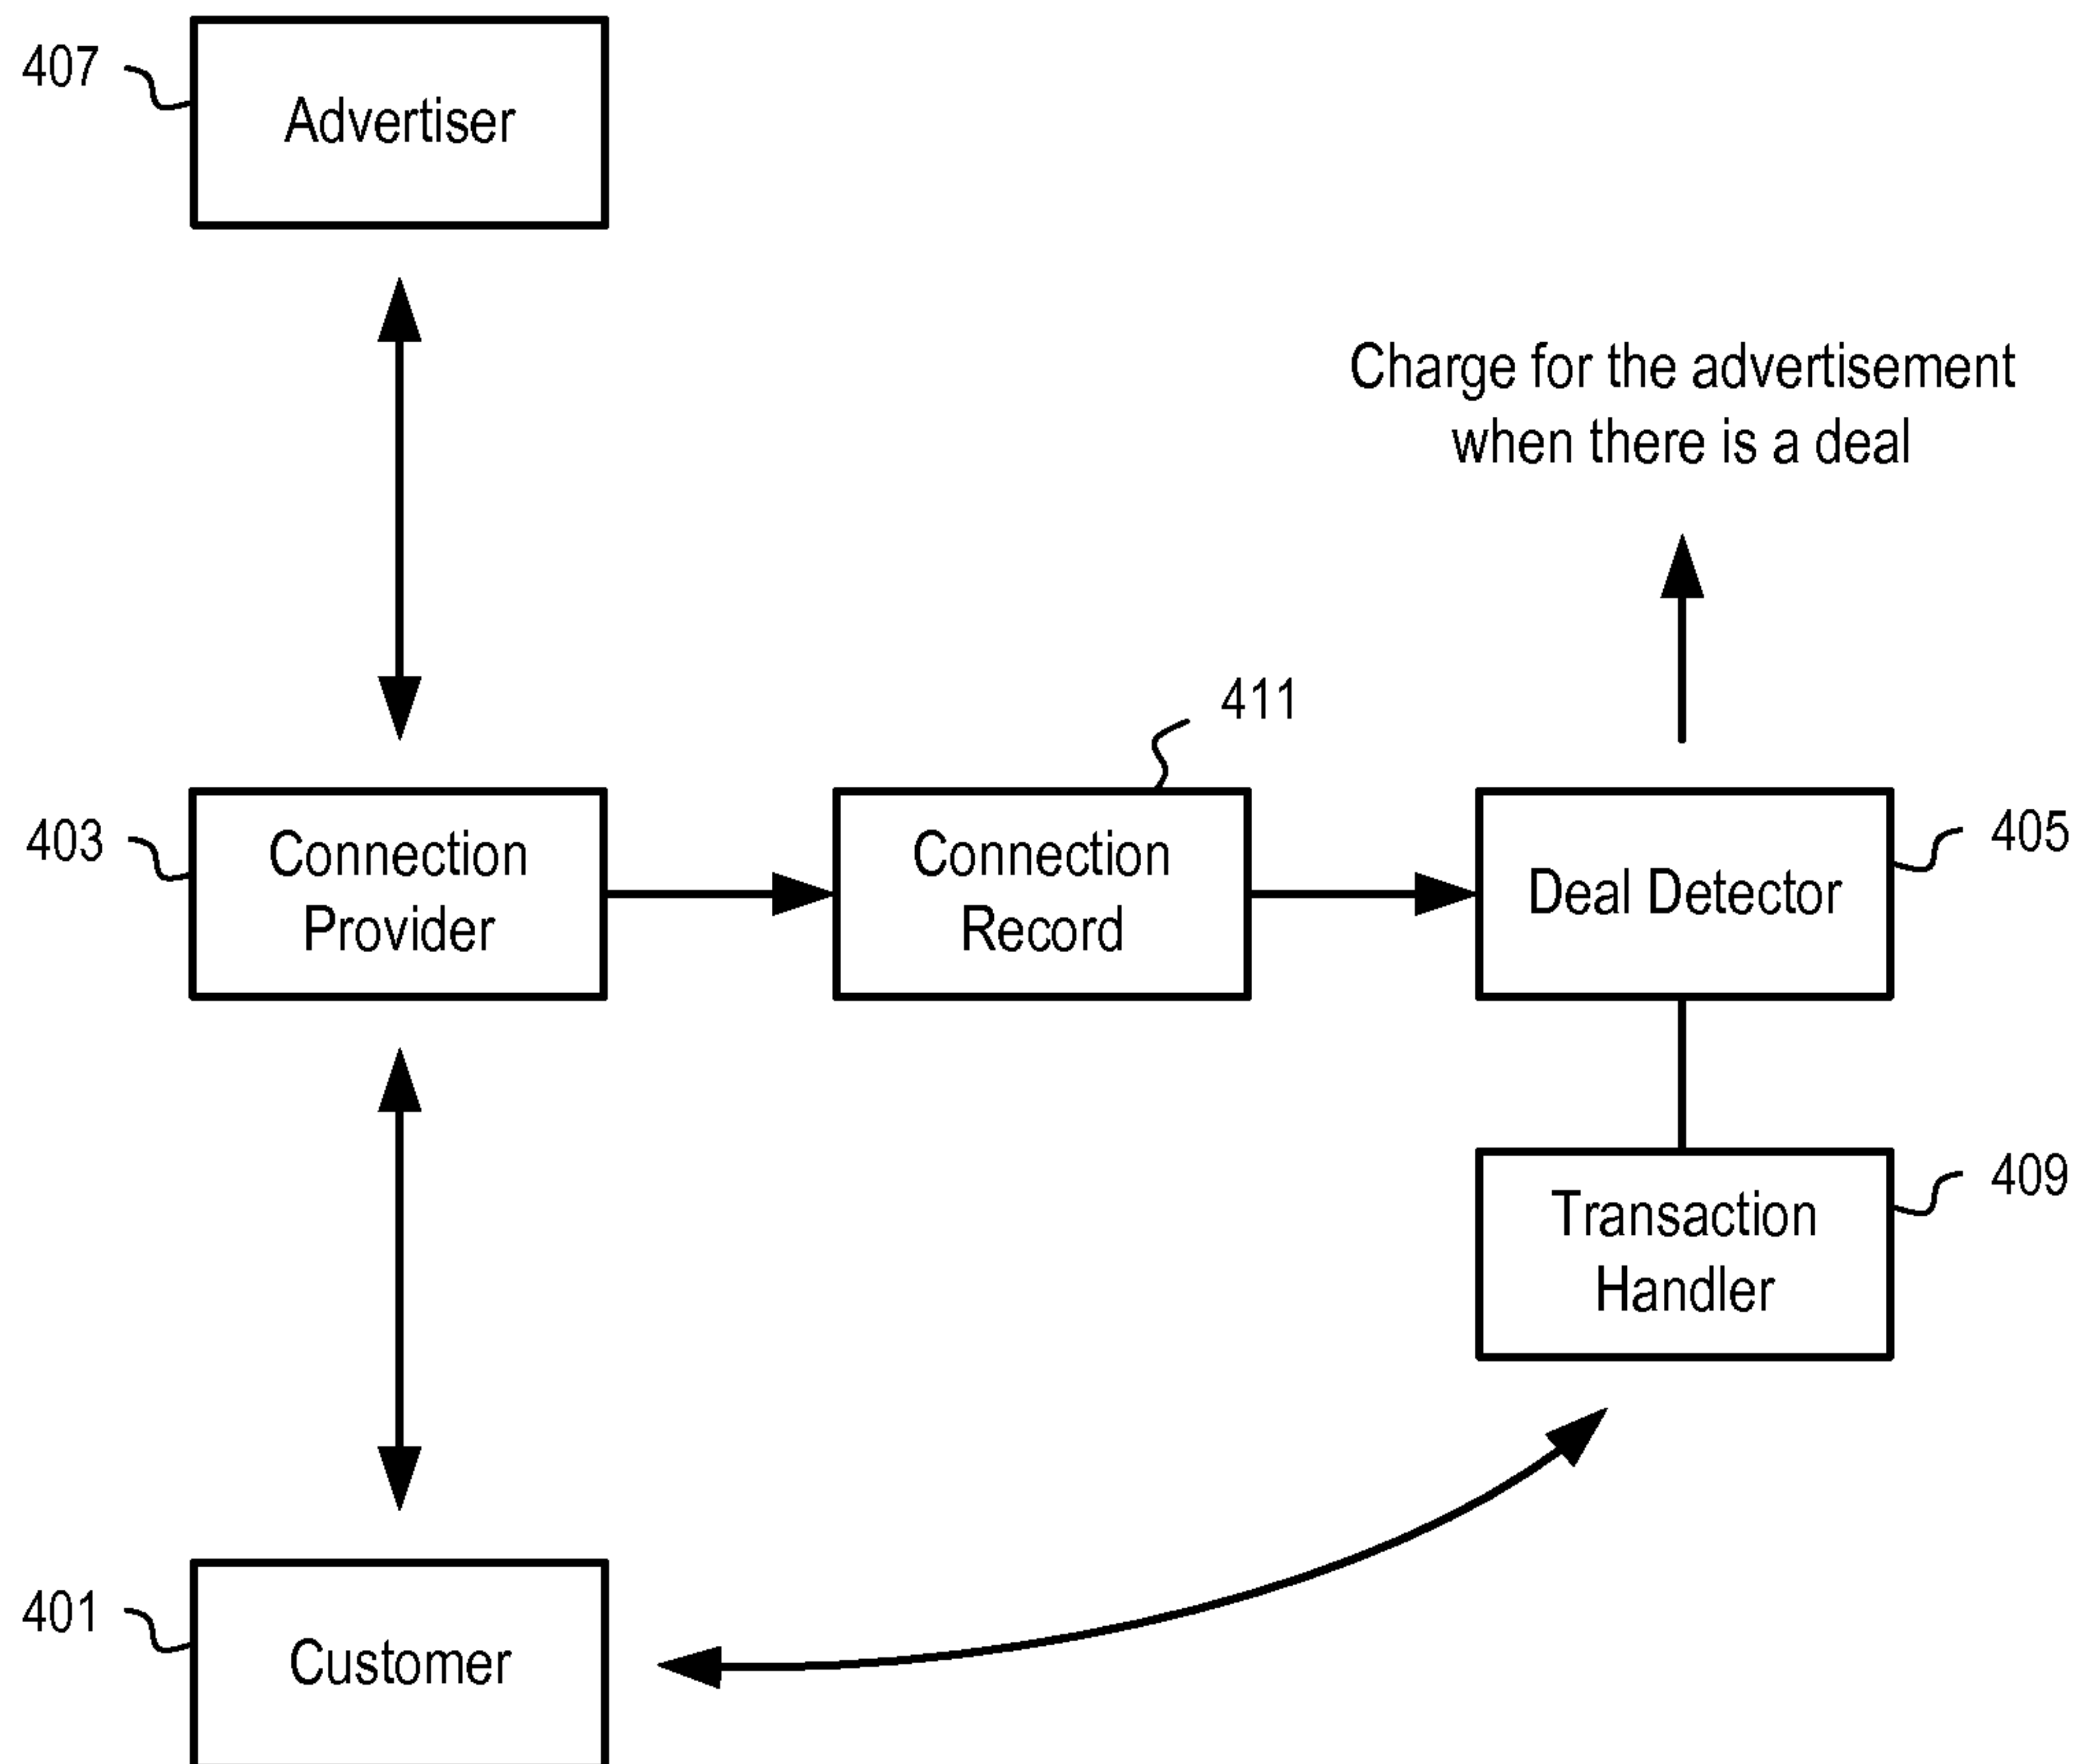 407
Advertiser
Charge for the advertisement
when there is a deal
411
403
Connection
Provider
Connection
Record
Deal Detector
405
Transaction
Handler
409
401
Customer